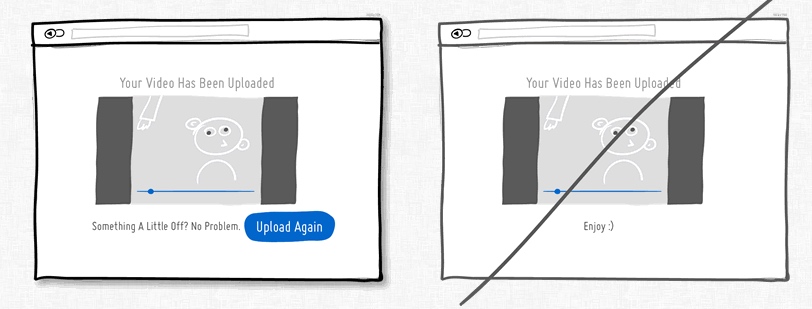 Your Video Has Been Uploaded
Something A Little Off? No Problem.
Upload Again
Your Video Has Been Uploaded
Enjoy :)